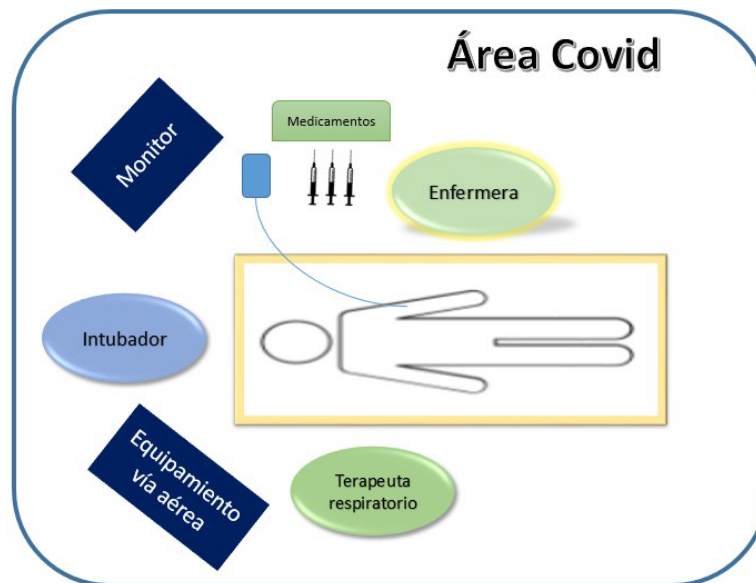 Área Covid
Monitor
Medicamentos
Enfermera
Intubador
Equipamiento
vía aérea
Terapeuta
respiratorio